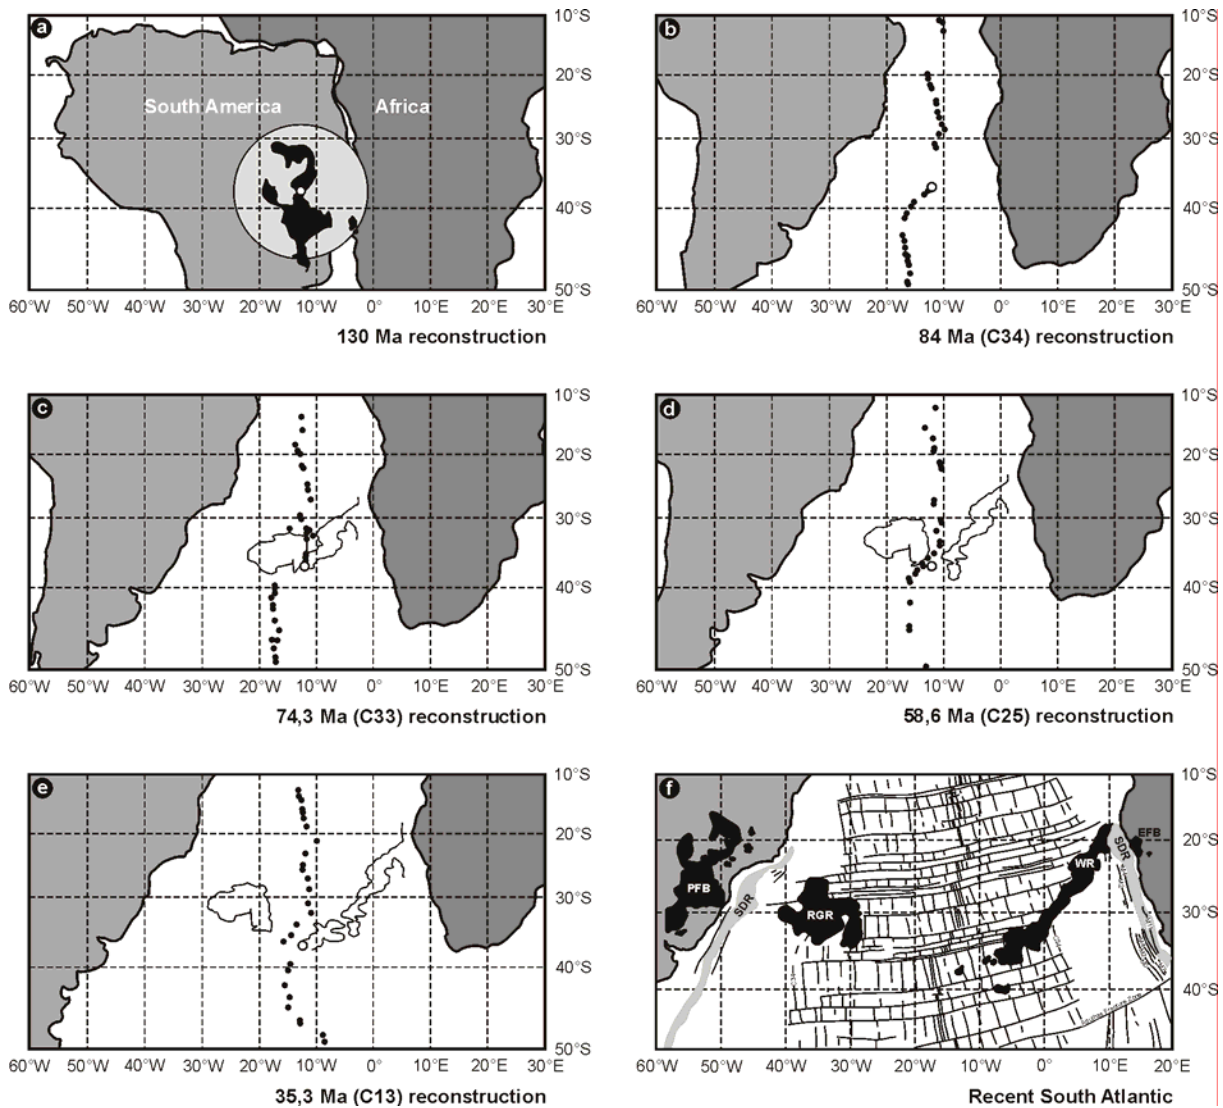 a
South America
Africa
10°S
20°S
30°S
40°S
50°S
60°W
50°W
40°W
30°W
20°W
10°W
0°
10°E
20°E
30°E
130 Ma reconstruction
b
10°S
20°S
30°S
40°S
50°S
60°W
50°W
40°W
30°W
20°W
10°W
0°
10°E
20°E
30°E
84 Ma (C34) reconstruction
c
10°S
20°S
30°S
40°S
50°S
60°W
50°W
40°W
30°W
20°W
10°W
0°
10°E
20°E
30°E
74,3 Ma (C33) reconstruction
d
10°S
20°S
30°S
40°S
50°S
60°W
50°W
40°W
30°W
20°W
10°W
0°
10°E
20°E
30°E
58,6 Ma (C25) reconstruction
e
10°S
20°S
30°S
40°S
50°S
60°W
50°W
40°W
30°W
20°W
10°W
0°
10°E
20°E
30°E
35,3 Ma (C13) reconstruction
f
PFB
SDR
RGR
WR
SDR
EFB
Fracture Zone
10°S
20°S
30°S
40°S
60°W
50°W
40°W
30°W
20°W
10°W
0°
10°E
20°E
Recent South Atlantic